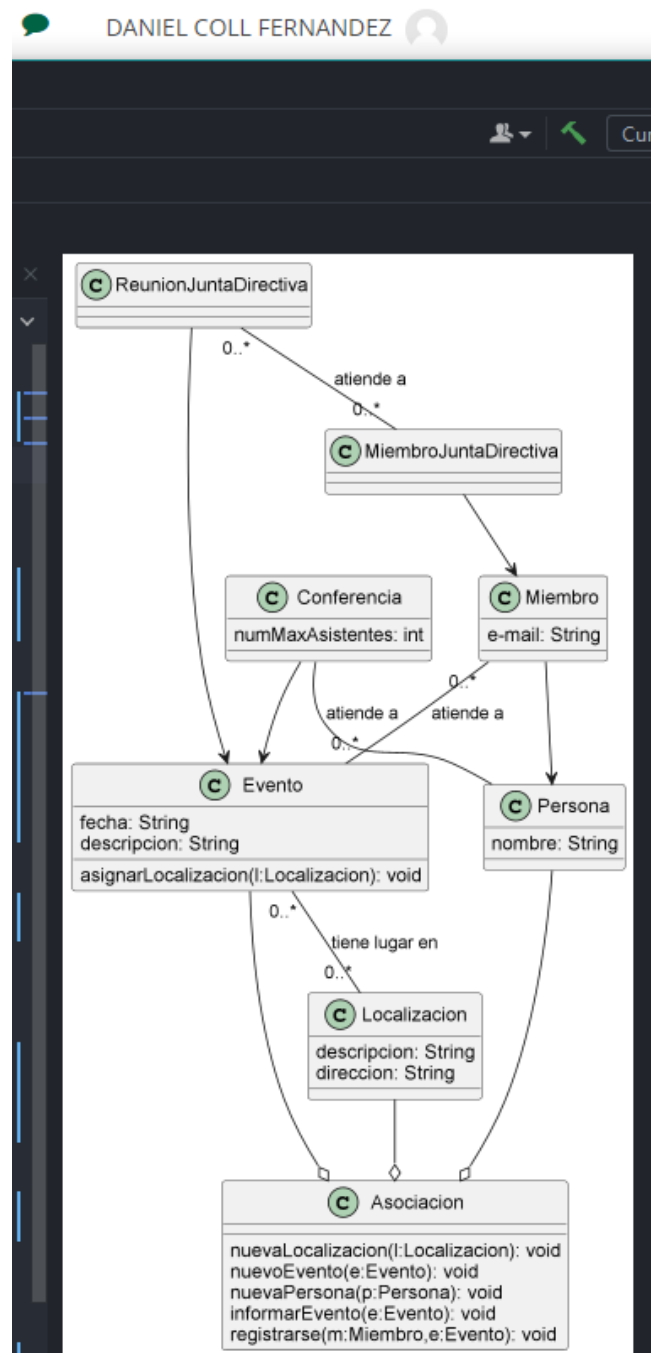 DANIEL COLL FERNANDEZ
Cur
C ReunionJuntaDirectiva
0..*
atiende a
0..*
C MiembroJuntaDirectiva
C Conferencia
numMaxAsistentes: int
C Miembro
e-mail: String
0..*
atiende a
atiende a
0..*
C Evento
fecha: String
descripcion: String
asignarLocalizacion(l:Localizacion): void
C Persona
nombre: String
0..*
tiene lugar en
0..*
C Localizacion
descripcion: String
direccion: String
C Asociacion
nuevaLocalizacion(l:Localizacion): void
nuevoEvento(e:Evento): void
nuevaPersona(p:Persona): void
informarEvento(e:Evento): void
registrarse(m:Miembro,e:Evento): void